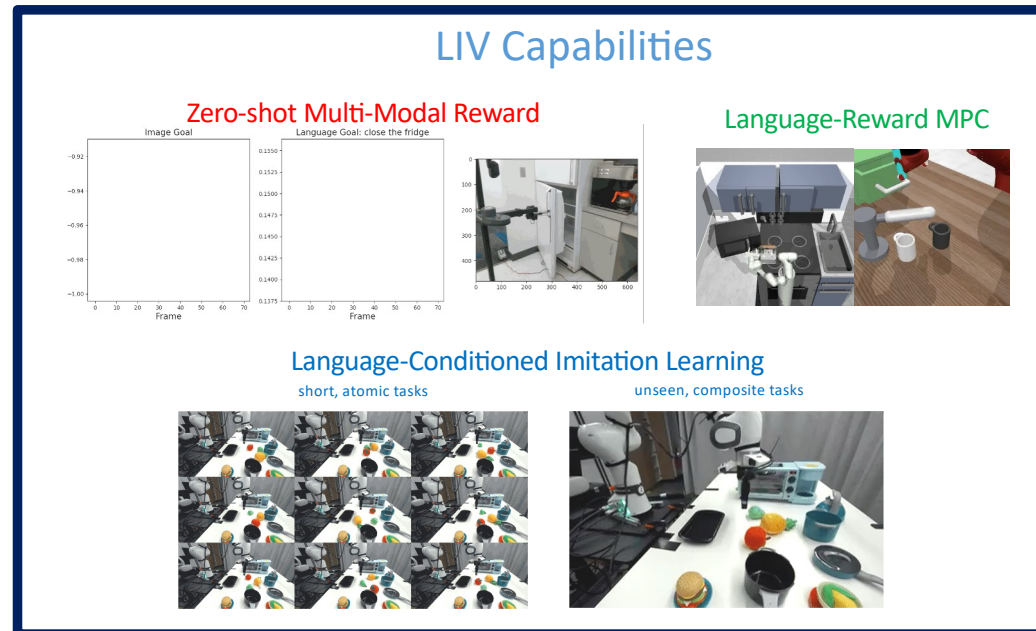 LIV Capabilities
Zero-shot Multi-Modal Reward
Language-Reward MPC
Image Goal
Language Goal: close the fridge
−0.92
−0.94
−0.96
−0.98
−1.00
0 10 20 30 40 50 60 70
Frame
0.1550
0.1525
0.1500
0.1475
0.1450
0.1425
0.1400
0.1375
0 10 20 30 40 50 60 70
Frame
0
100
200
300
400
0 100 200 300 400 500 600
Language-Conditioned Imitation Learning
short, atomic tasks
unseen, composite tasks